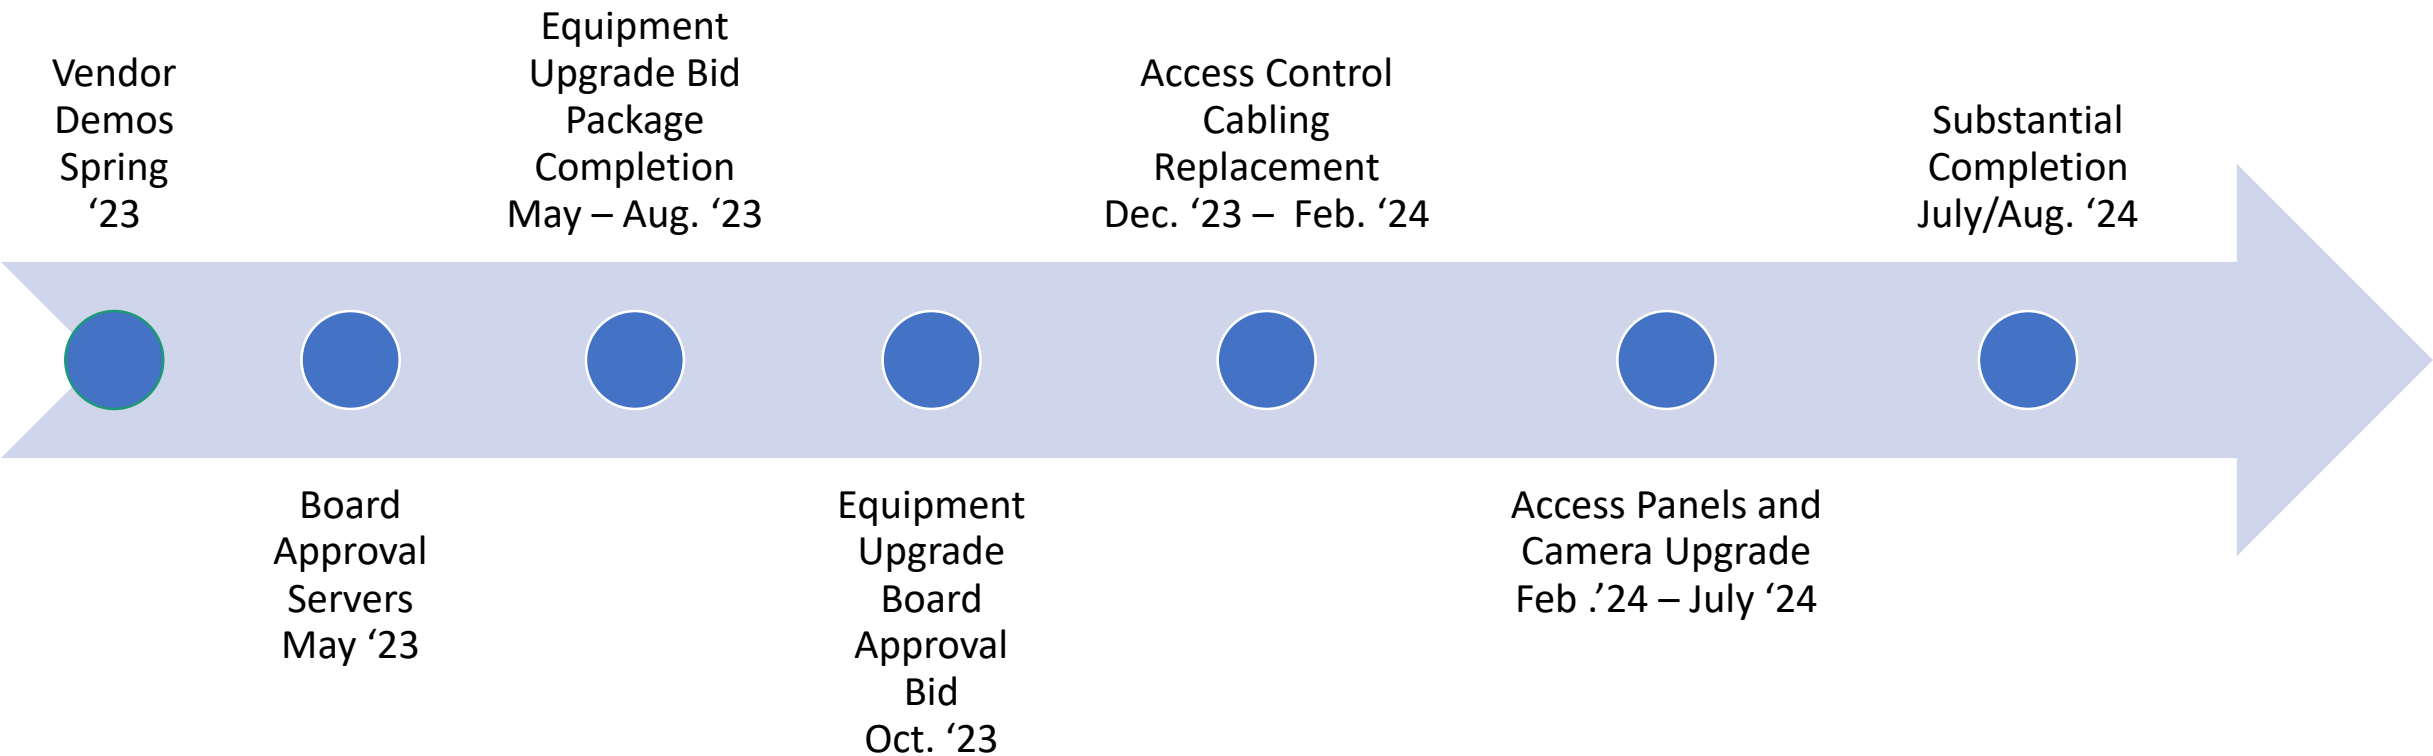 Vendor
Demos
Spring
‘23
Board
Approval
Servers
May ‘23
Equipment
Upgrade Bid
Package
Completion
May – Aug. ‘23
Equipment
Upgrade
Board
Approval
Bid
Oct. ‘23
Access Control
Cabling
Replacement
Dec. ‘23 – Feb. ‘24
Access Panels and
Camera Upgrade
Feb .’24 – July ‘24
Substantial
Completion
July/Aug. ‘24